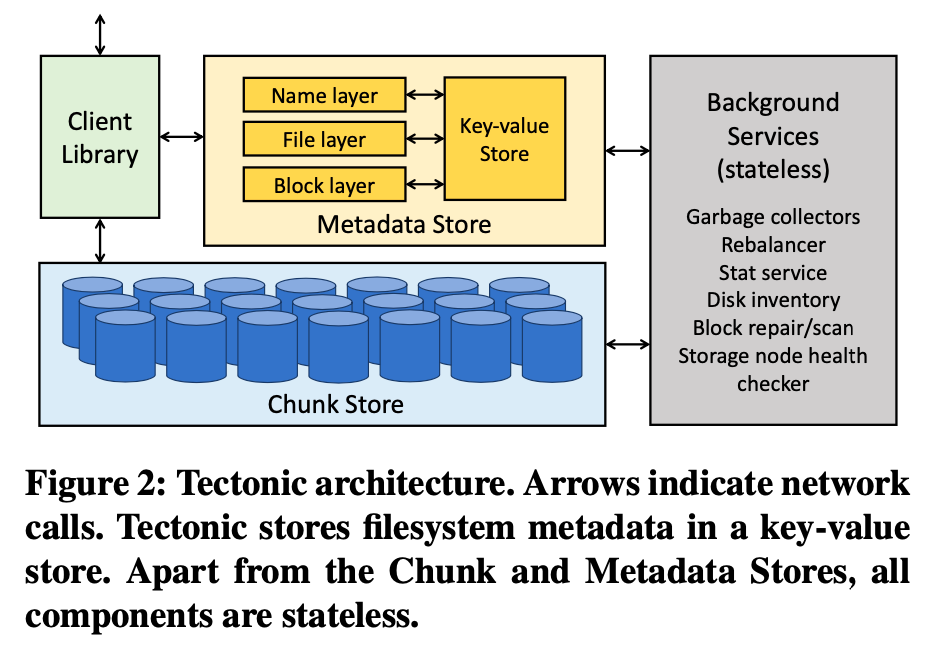 Client
Library
Name layer
File layer
Block layer
Key-value
Store
Metadata Store
Chunk Store
Background
Services
(stateless)
Garbage collectors
Rebalancer
Stat service
Disk inventory
Block repair/scan
Storage node health
checker
Figure 2: Tectonic architecture. Arrows indicate network
calls. Tectonic stores filesystem metadata in a key-value
store. Apart from the Chunk and Metadata Stores, all
components are stateless.